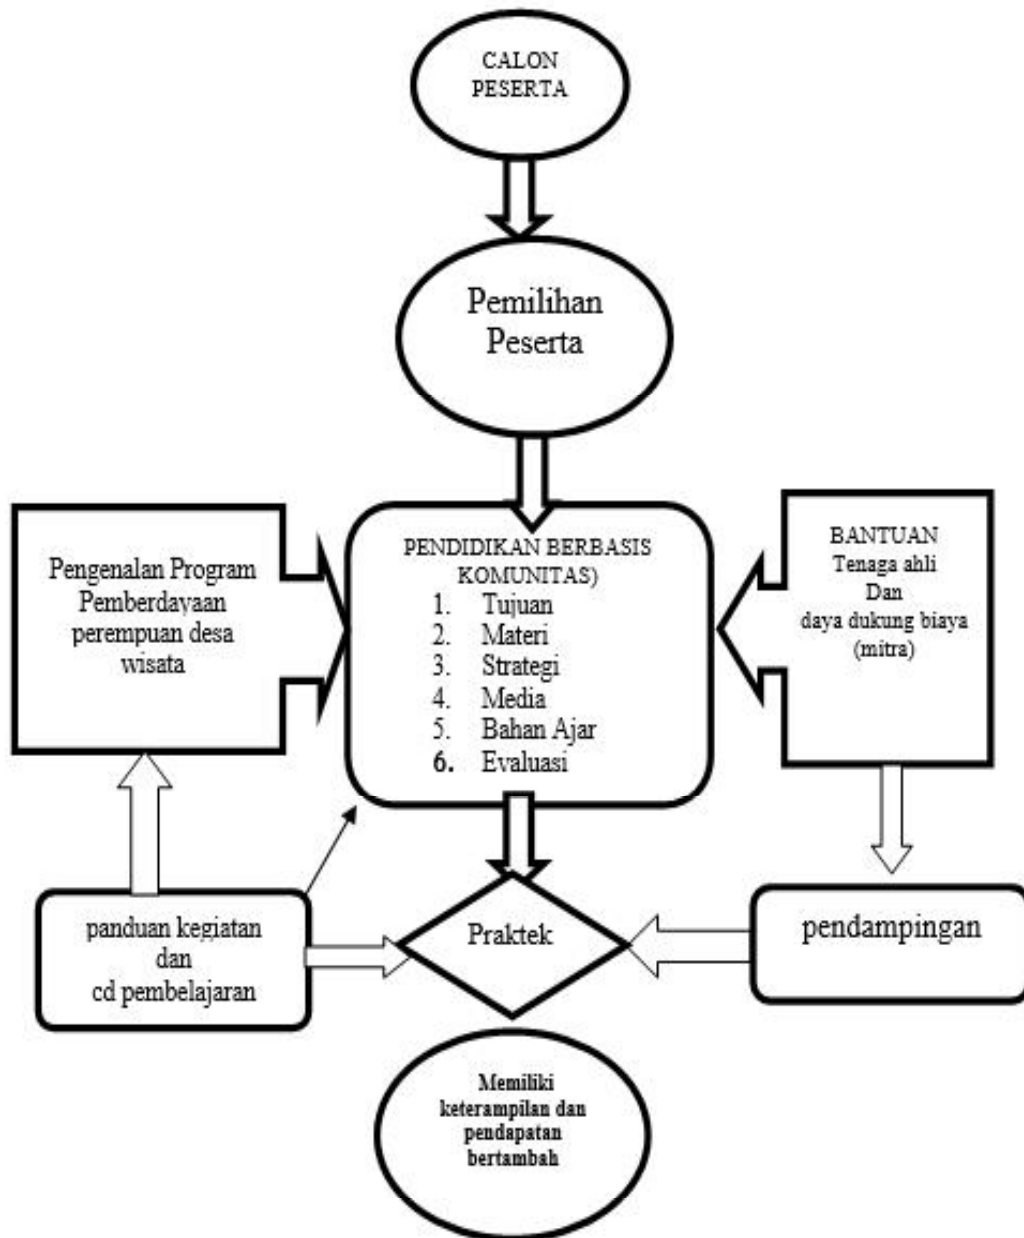 CALON
PESERTA
Pemilihan
Peserta
Pengenalan Program
Pemberdayaan
perempuan desa
wisata
PENDIDIKAN BERBASIS
KOMUNITAS)
1. Tujuan
2. Materi
3. Strategi
4. Media
5. Bahan Ajar
6. Evaluasi
BANTUAN
Tenaga ahli
Dan
daya dukung biaya
(mitra)
panduan kegiatan
dan
cd pembelajaran
Praktek
pendampingan
Memiliki
keterampilan dan
pendapatan
bertambah